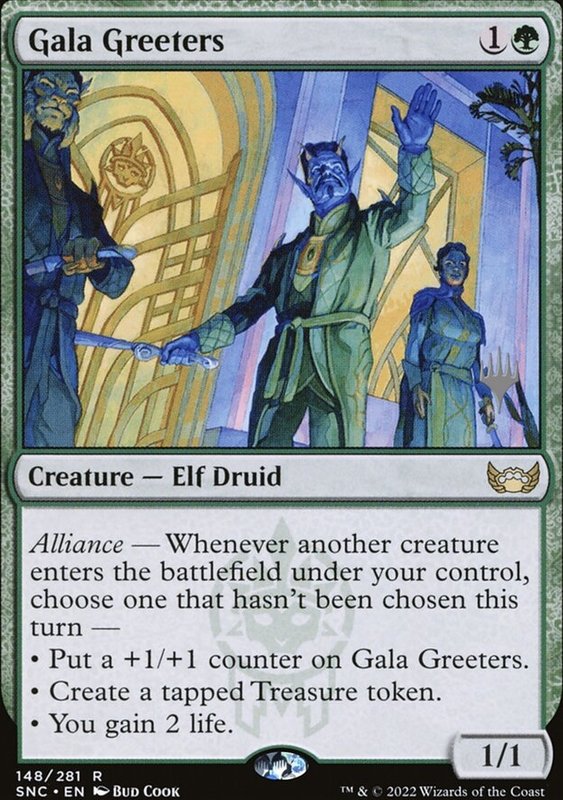 Gala Greeters 1
Creature — Elf Druid
Alliance — Whenever another creature
enters the battlefield under your control,
choose one that hasn't been chosen this
turn —
• Put a +1/+1 counter on Gala Greeters.
• Create a tapped Treasure token.
• You gain 2 life.
1/1
148/281 R
SNC • EN Bud Cook ™ & © 2022 Wizards of the Coast